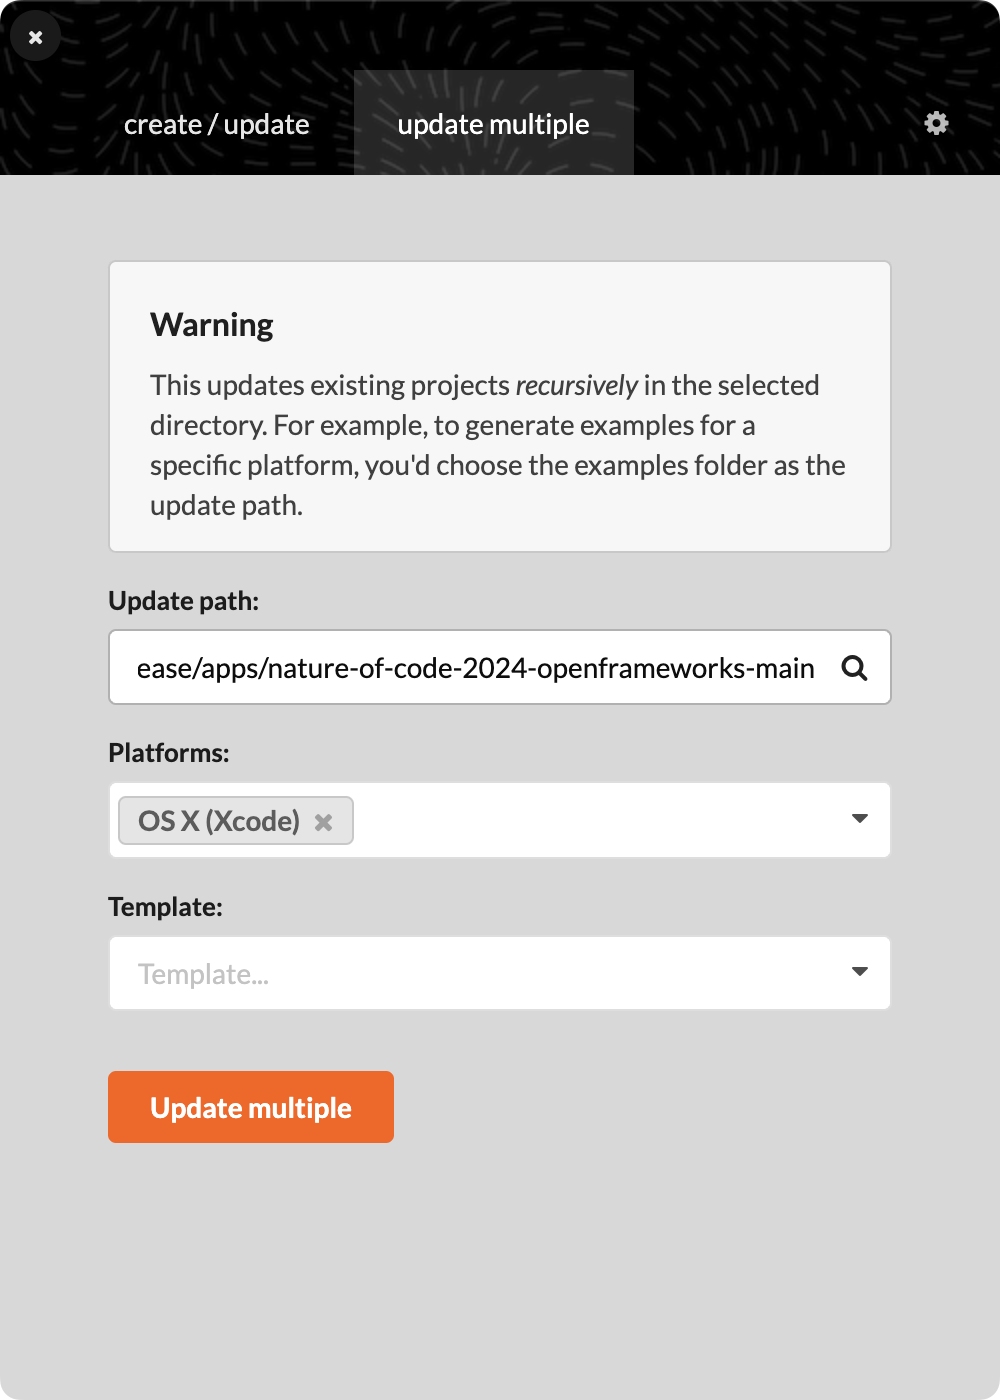 create / update
update multiple
Warning
This updates existing projects recursively in the selected
directory. For example, to generate examples for a
specific platform, you'd choose the examples folder as the
update path.
Update path:
ease/apps/nature-of-code-2024-openframeworks-main
Platforms:
OS X (Xcode)
Template:
Template...
Update multiple